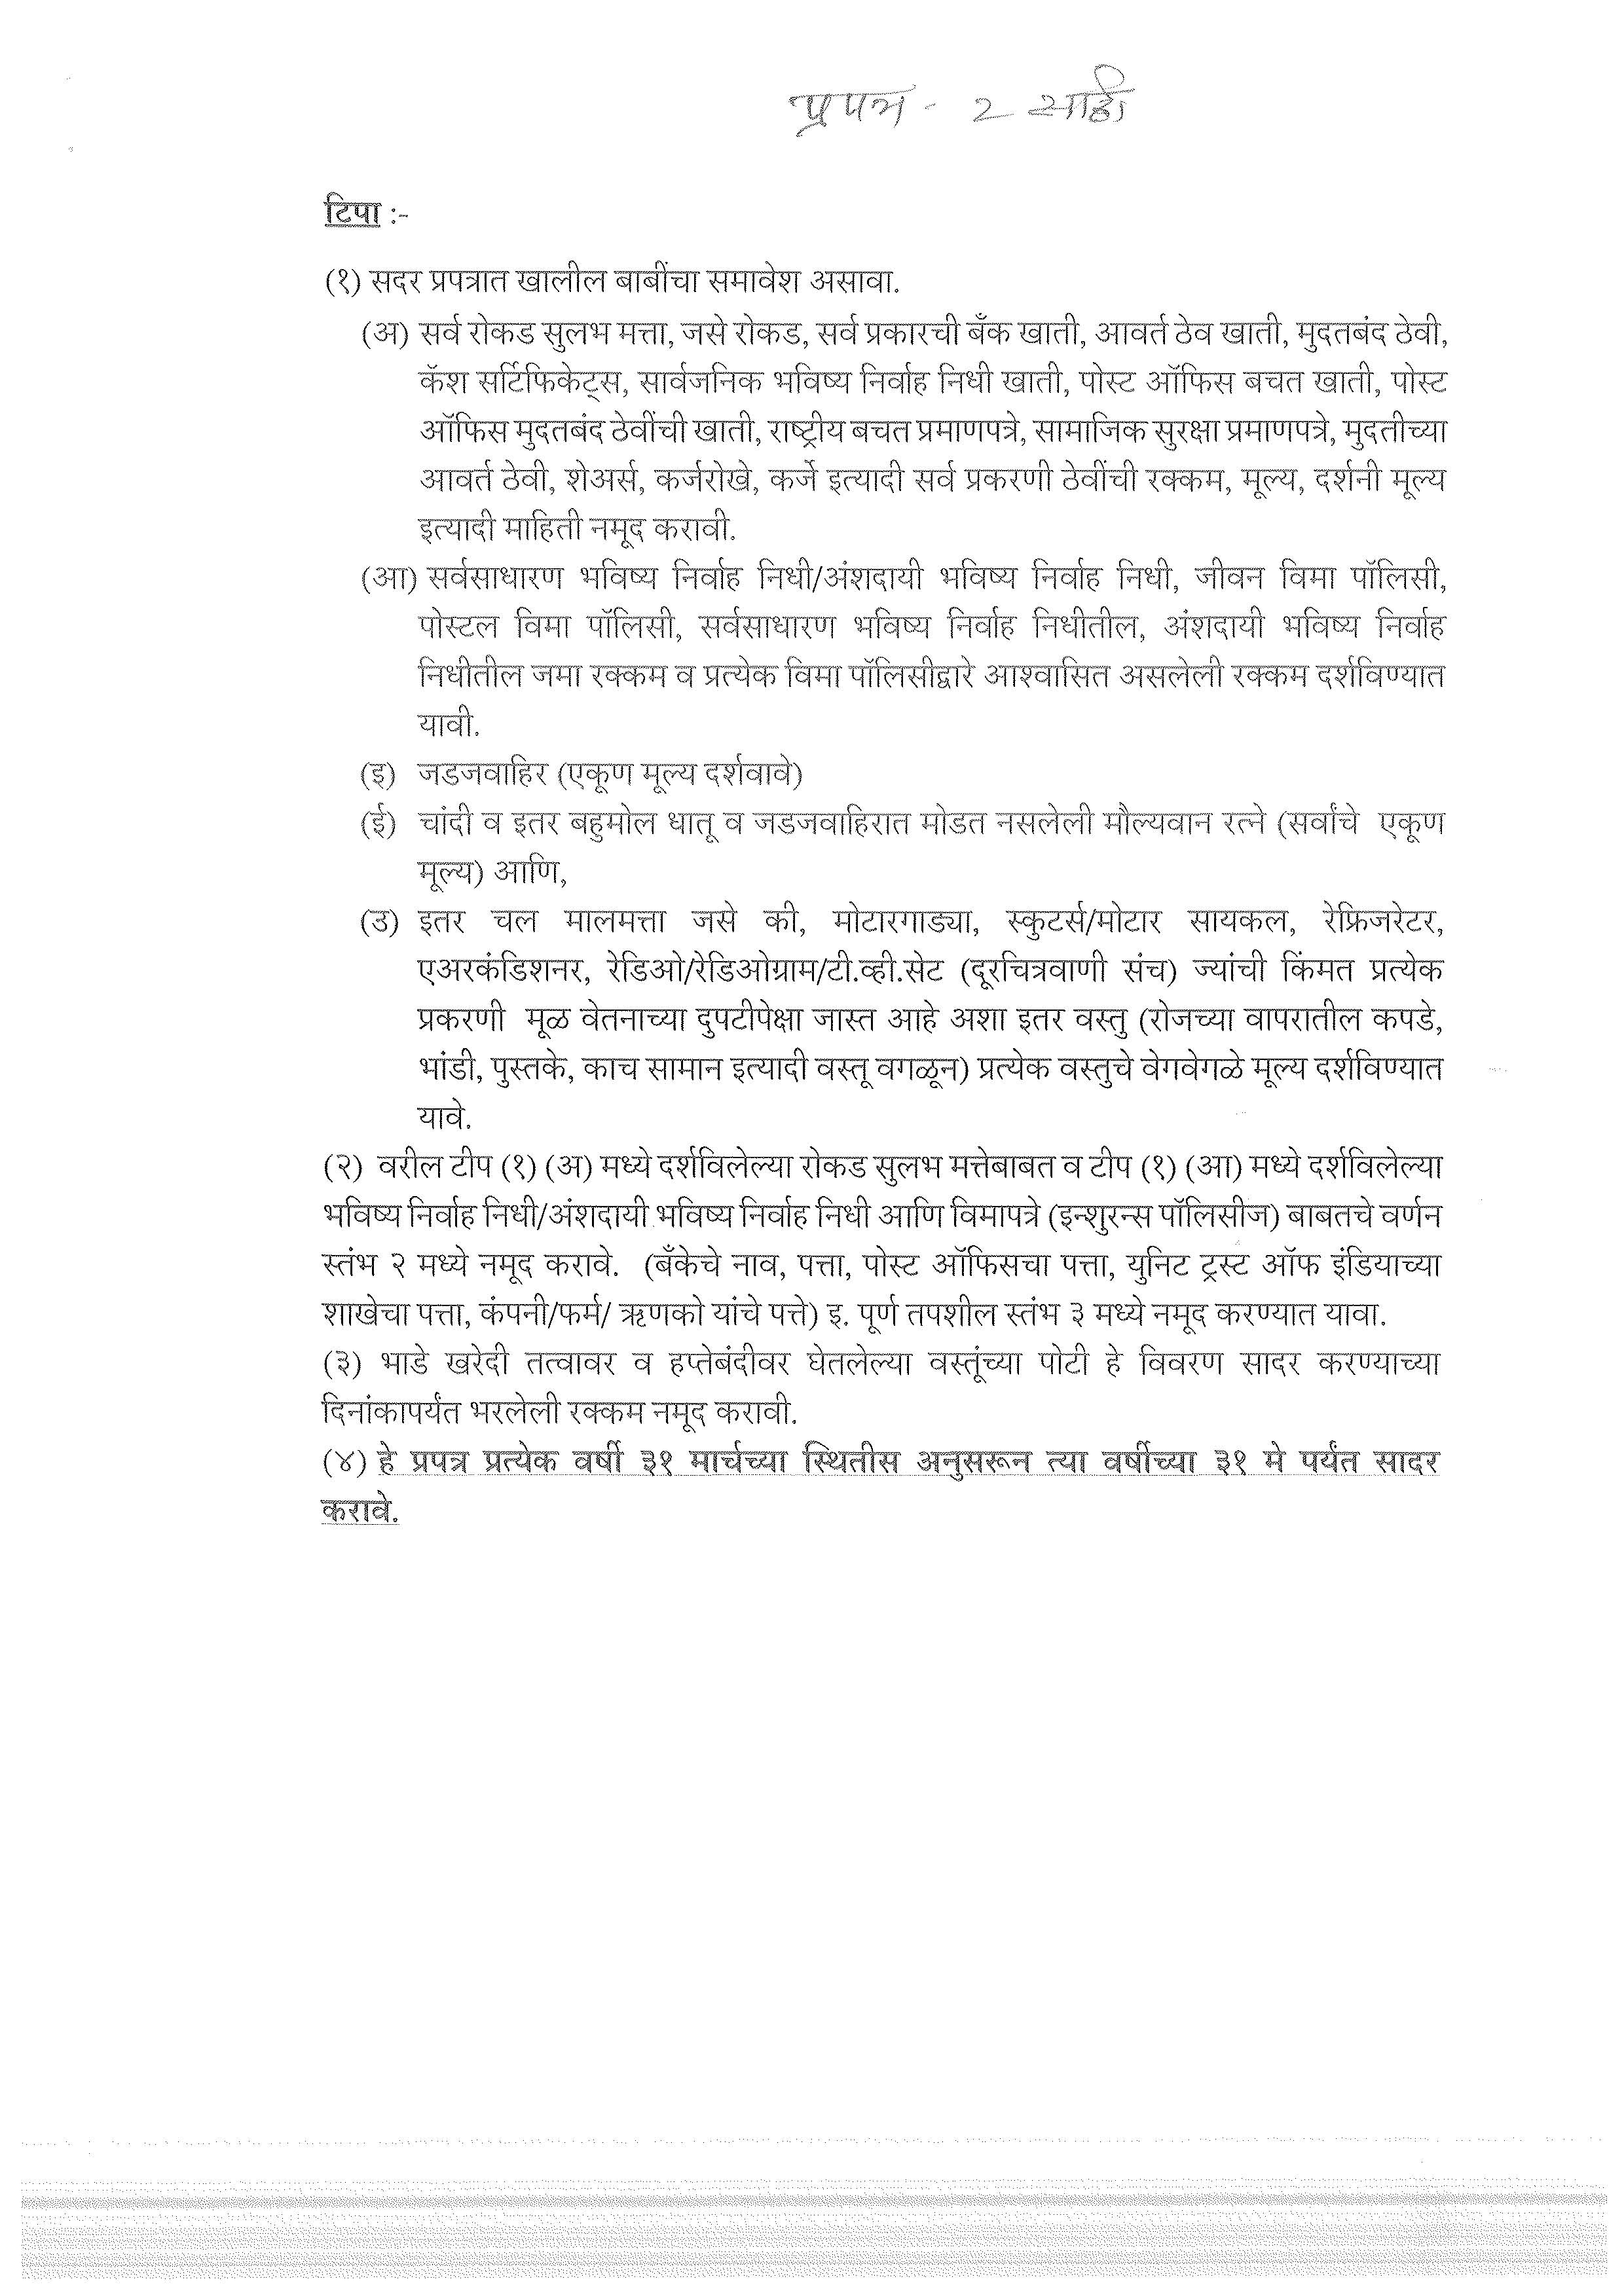 प्रपत्र - २ साठी
टिपा :-
(१) सदर प्रपत्रात खालील बाबींचा समावेश असावा.
(अ) सर्व रोकड सुलभ मत्ता, जसे रोकड, सर्व प्रकारची बँक खाती, आवर्त ठेव खाती, मुदतबंद ठेवी,
कॅश सर्टिफिकेट्स, सार्वजनिक भविष्य निर्वाह निधी खाती, पोस्ट ऑफिस बचत खाती, पोस्ट
ऑफिस मुदतबंद ठेवींची खाती, राष्ट्रीय बचत प्रमाणपत्रे, सामाजिक सुरक्षा प्रमाणपत्रे, मुदतीच्या
आवर्त ठेवी, शेअर्स, कर्जरोखे, कर्जे इत्यादी सर्व प्रकरणी ठेवींची रक्कम, मूल्य, दर्शनी मूल्य
इत्यादी माहिती नमूद करावी.
(आ) सर्वसाधारण भविष्य निर्वाह निधी/अंशदायी भविष्य निर्वाह निधी, जीवन विमा पॉलिसी,
पोस्टल विमा पॉलिसी, सर्वसाधारण भविष्य निर्वाह निधीतील, अंशदायी भविष्य निर्वाह
निधीतील जमा रक्कम व प्रत्येक विमा पॉलिसीद्वारे आश्वासित असलेली रक्कम दर्शविण्यात
यावी.
(इ) जडजवाहिर (एकूण मूल्य दर्शवावे)
(ई) चांदी व इतर बहुमोल धातू व जडजवाहिरात मोडत नसलेली मौल्यवान रत्ने (सर्वांचे एकूण
मूल्य) आणि,
(उ) इतर चल मालमत्ता जसे की, मोटारगाड्या, स्कुटर्स/मोटार सायकल, रेफ्रिजरेटर,
एअरकंडिशनर, रेडिओ/रेडिओग्राम/टी.व्ही.सेट (दूरचित्रवाणी संच) ज्यांची किंमत प्रत्येक
प्रकरणी मूळ वेतनाच्या दुपटीपेक्षा जास्त आहे अशा इतर वस्तु (रोजच्या वापरातील कपडे,
भांडी, पुस्तके, काच सामान इत्यादी वस्तू वगळून) प्रत्येक वस्तुचे वेगवेगळे मूल्य दर्शविण्यात
यावे.
(२) वरील टीप (१) (अ) मध्ये दर्शविलेल्या रोकड सुलभ मत्तेबाबत व टीप (१) (आ) मध्ये दर्शविलेल्या
भविष्य निर्वाह निधी/अंशदायी भविष्य निर्वाह निधी आणि विमापत्रे (इन्शुरन्स पॉलिसीज) बाबतचे वर्णन
स्तंभ २ मध्ये नमूद करावे. (बँकेचे नाव, पत्ता, पोस्ट ऑफिसचा पत्ता, युनिट ट्रस्ट ऑफ इंडियाच्या
शाखेचा पत्ता, कंपनी/फर्म/ ऋणको यांचे पत्ते) इ. पूर्ण तपशील स्तंभ ३ मध्ये नमूद करण्यात यावा.
(३) भाडे खरेदी तत्वावर व हप्तेबंदीवर घेतलेल्या वस्तूंच्या पोटी हे विवरण सादर करण्याच्या
दिनांकापर्यंत भरलेली रक्कम नमूद करावी.
(४) हे प्रपत्र प्रत्येक वर्षी ३१ मार्चच्या स्थितीस अनुसरून त्या वर्षीच्या ३१ मे पर्यंत सादर
करावे.